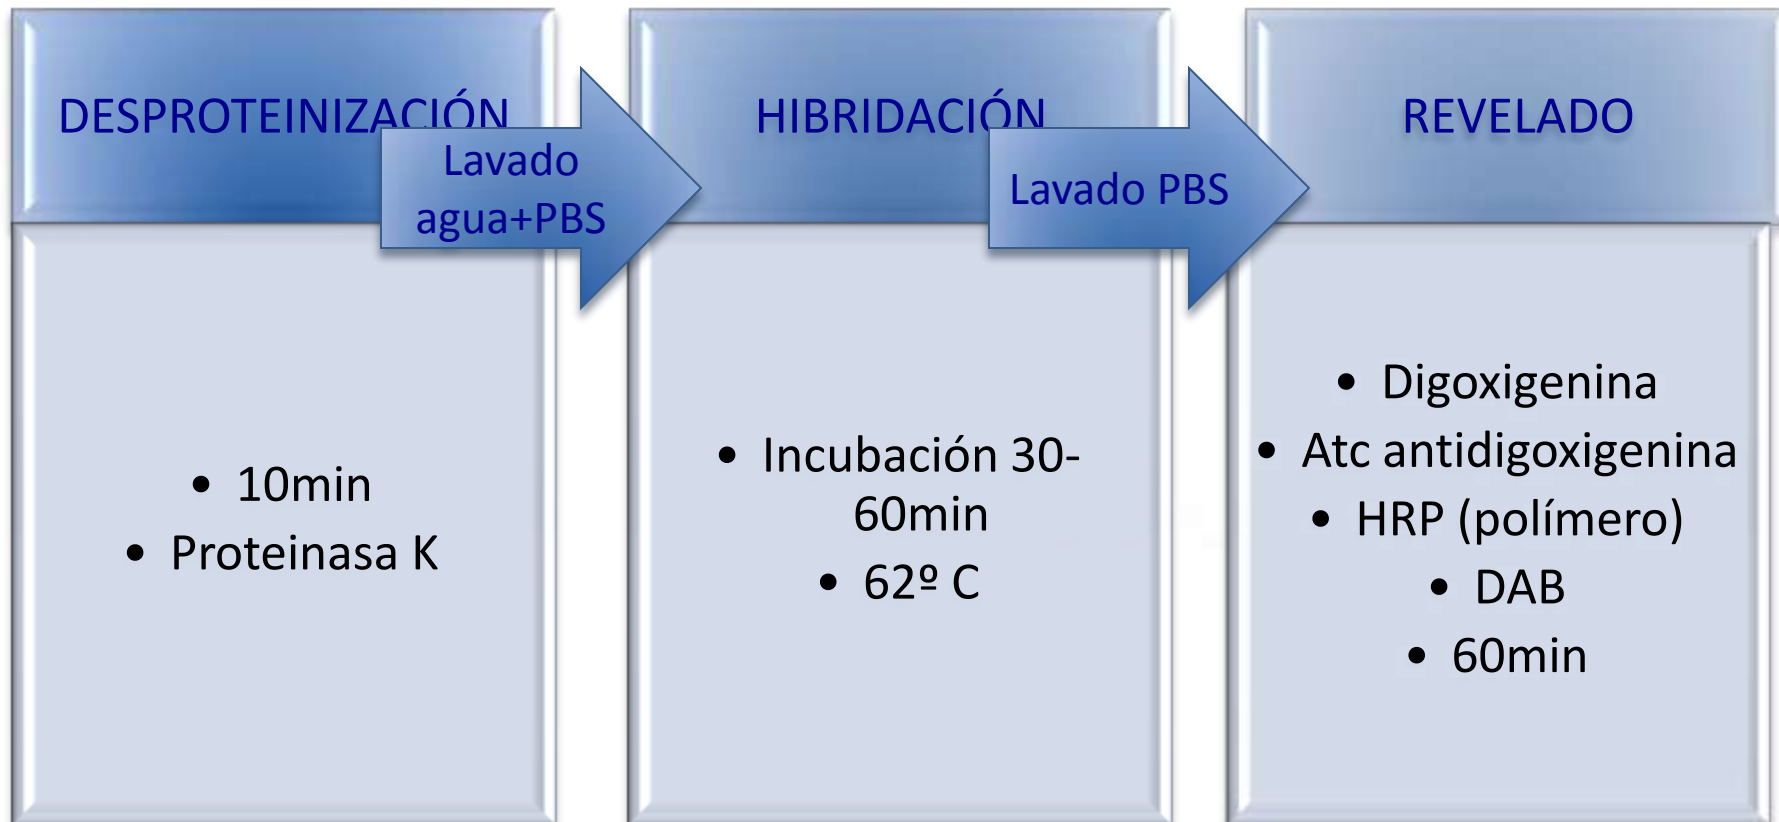 DESPROTEINIZACIÓN
• 10min
• Proteinasa K
Lavado
agua+PBS
HIBRIDACIÓN
• Incubación 30-
60min
• 62º C
Lavado PBS
REVELADO
• Digoxigenina
• Atc antidigoxigenina
• HRP (polímero)
• DAB
• 60min